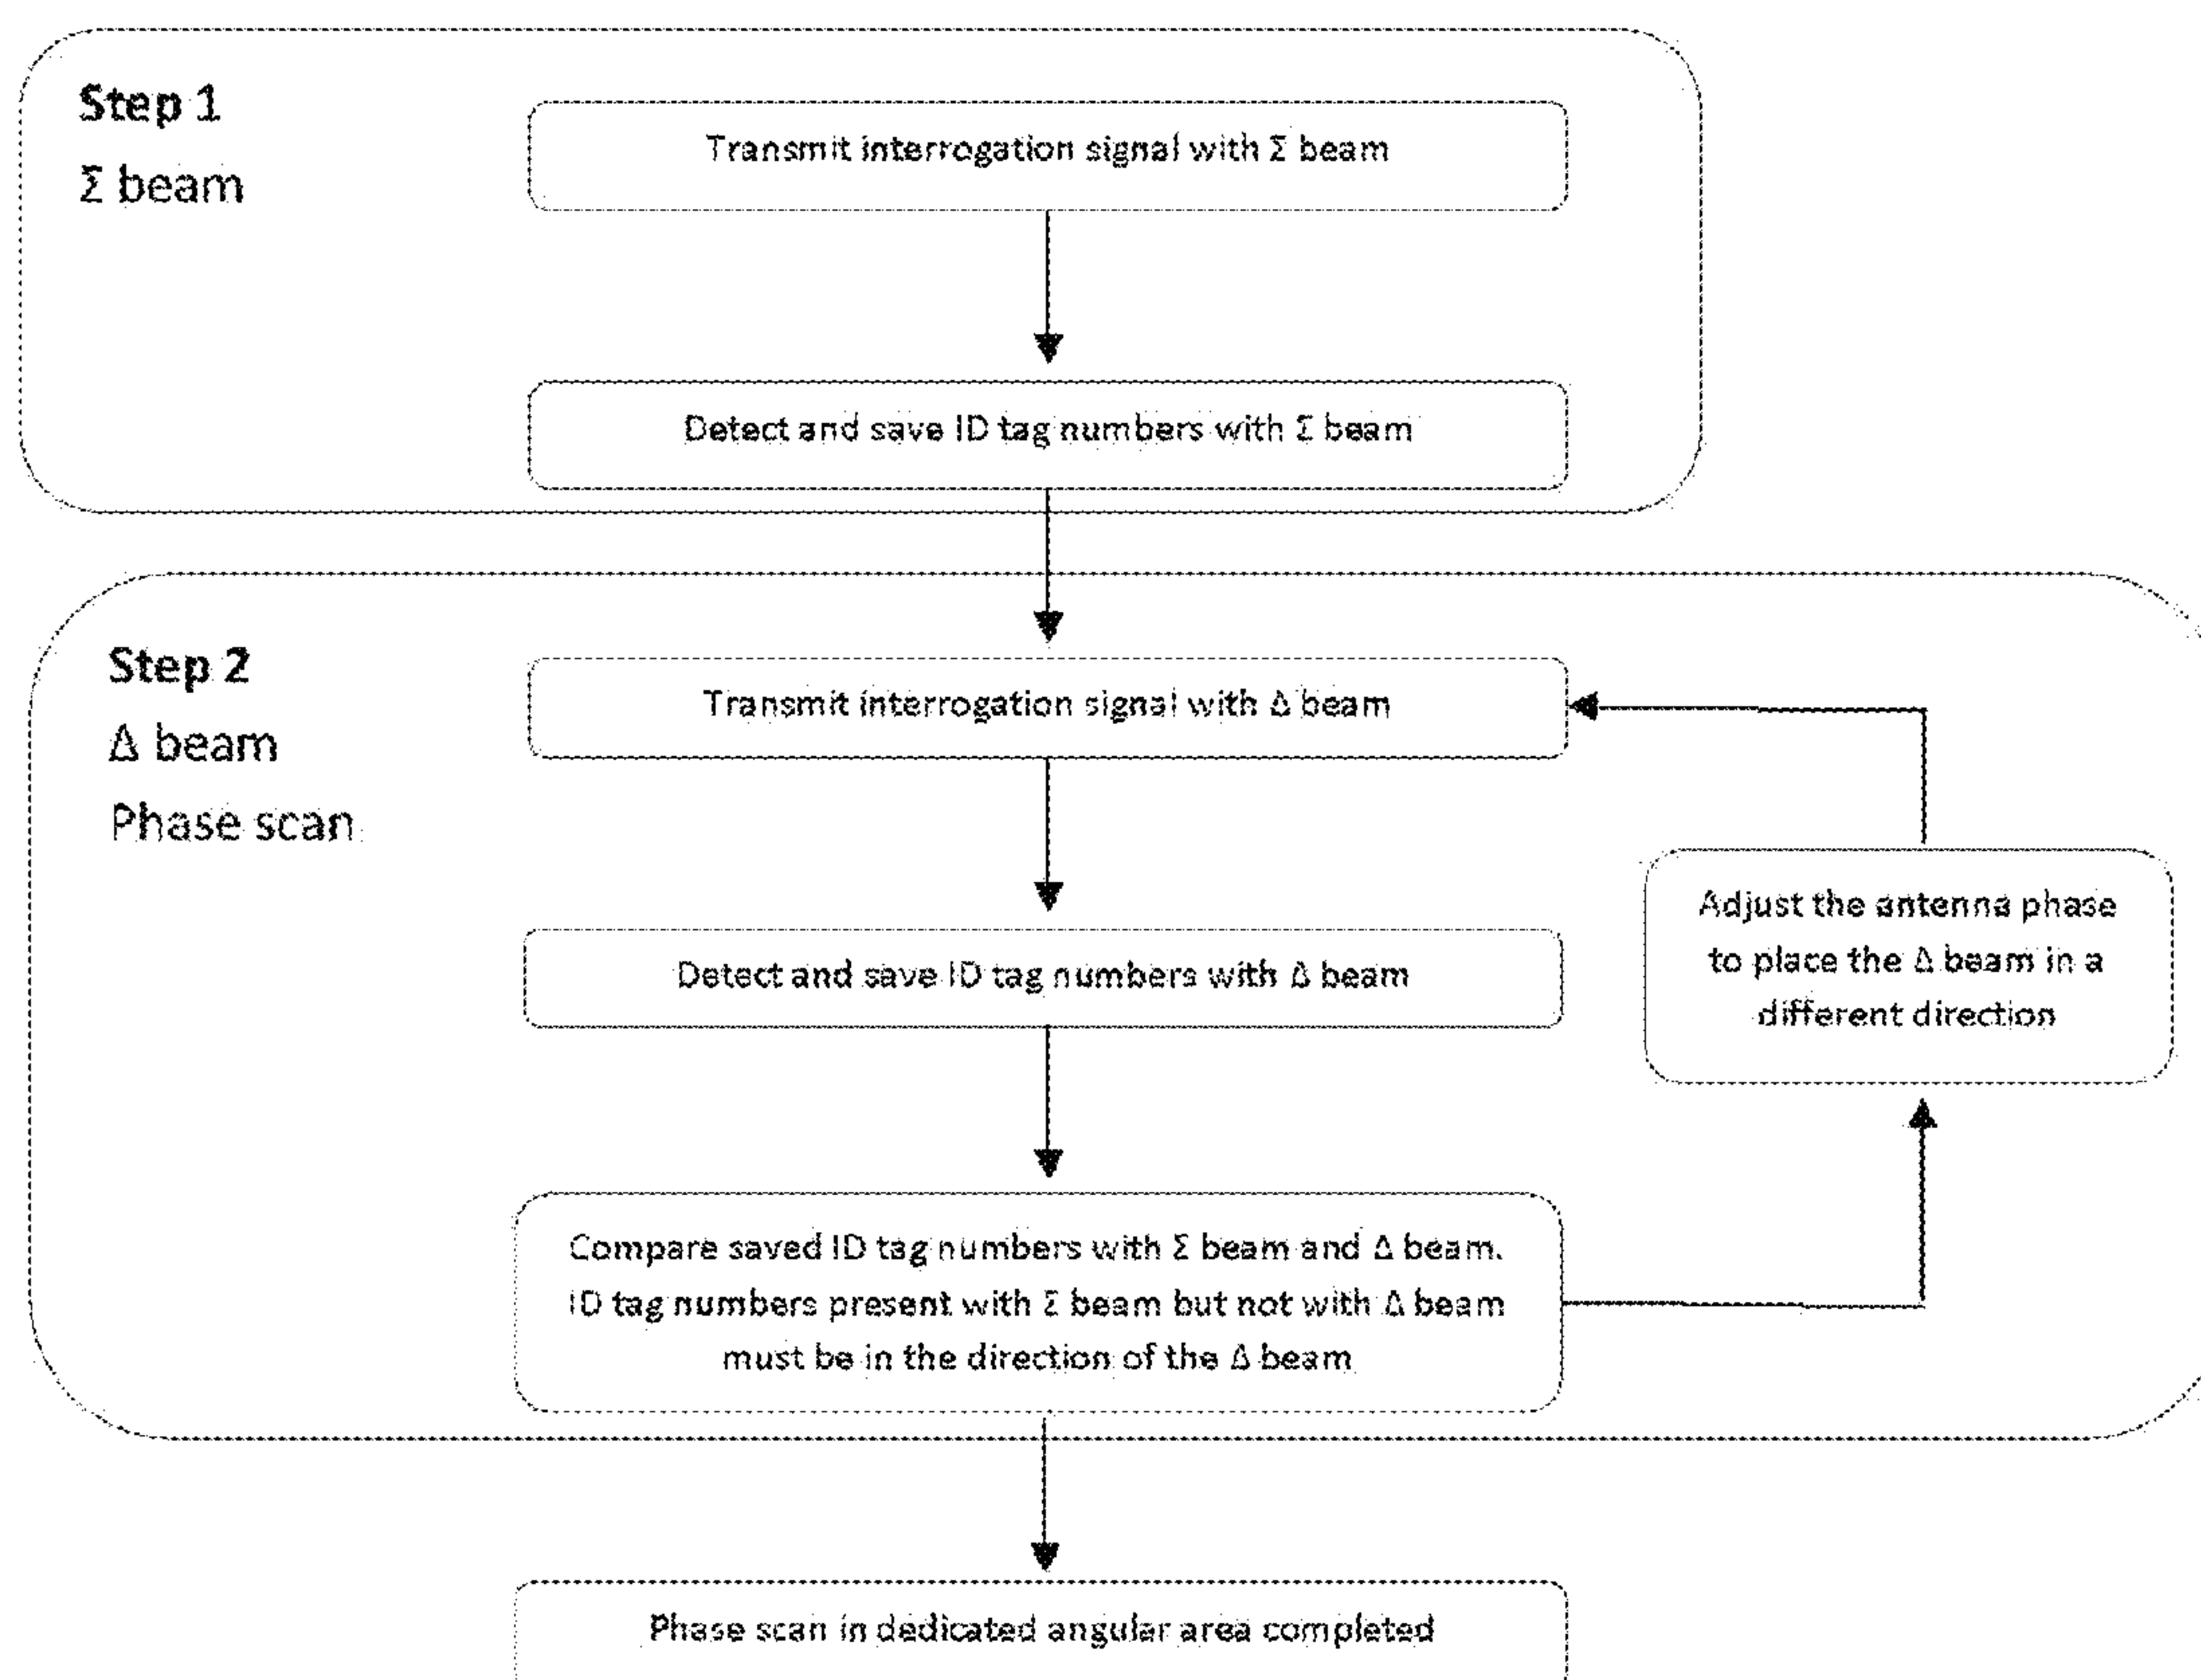 Step 1
Σ beam
Transmit interrogation signal with Σ beam
Detect and save ID tag numbers with Σ beam
Step 2
Δ beam
Phase scan
Transmit interrogation signal with Δ beam
Detect and save ID tag numbers with Δ beam
Adjust the antenna phase
to place the Δ beam in a
different direction
Compare saved ID tag numbers with Σ beam and Δ beam.
ID tag numbers present with Σ beam but not with Δ beam
must be in the direction of the Δ beam
Phase scan in dedicated angular area completed